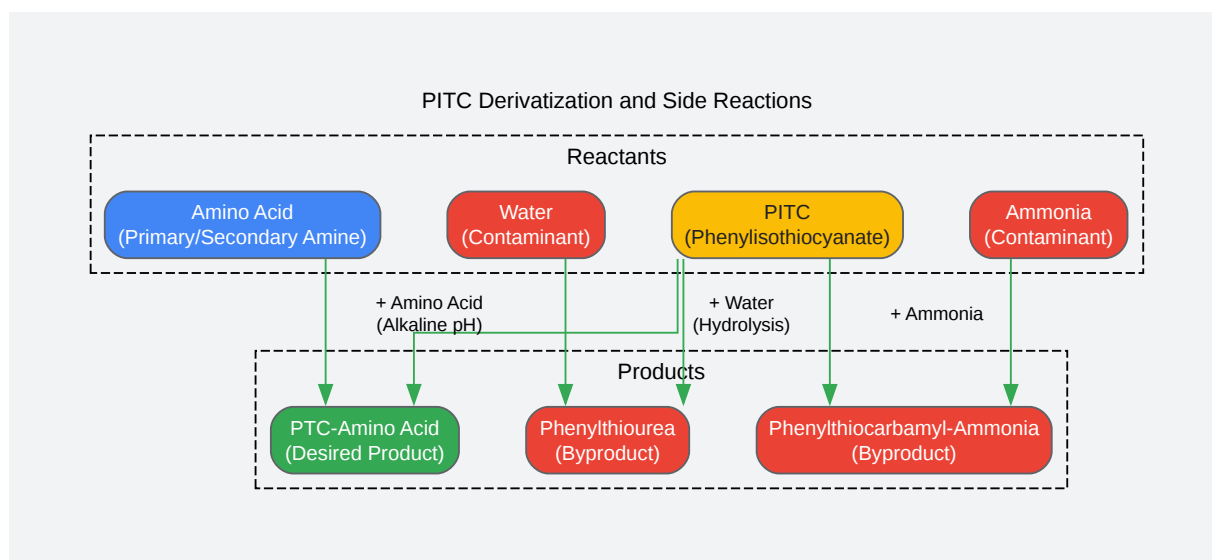 PITC Derivatization and Side Reactions
Reactants
Amino Acid
(Primary/Secondary Amine)
Water
(Contaminant)
PITC
(Phenylisothiocyanate)
Ammonia
(Contaminant)
+ Amino Acid
(Alkaline pH)
+ Water
(Hydrolysis)
+ Ammonia
Products
PTC-Amino Acid
(Desired Product)
Phenylthiourea
(Byproduct)
Phenylthiocarbamyl-Ammonia
(Byproduct)